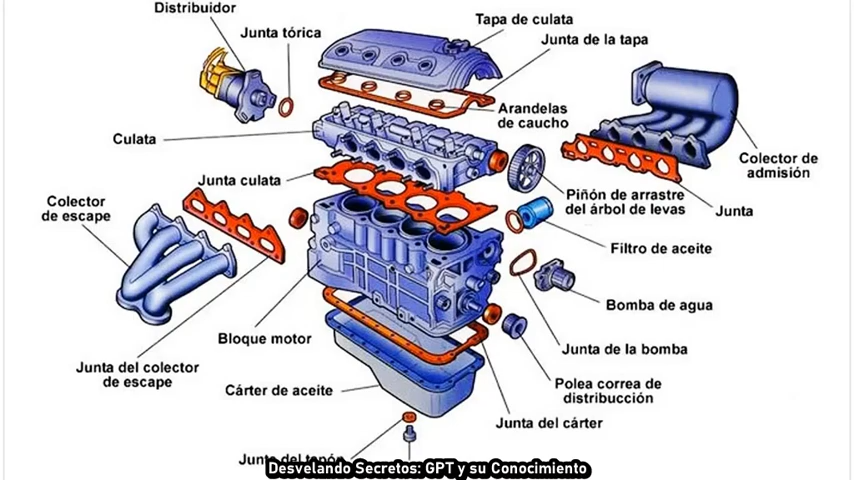 Distribuidor
Junta tórica
Tapa de culata
Junta de la tapa
Arandelas
de caucho
Culata
Colector de
admisión
Junta culata
Piñón de arrastre
del árbol de levas
Junta
Colector
de escape
Filtro de aceite
Bomba de agua
Bloque motor
Junta de la bomba
Junta del colector
de escape
Polea correa de
distribucción
Cárter de aceite
Junta del cárter
Junta del tapón
Desvelando Secretos: GPT y su Conocimiento